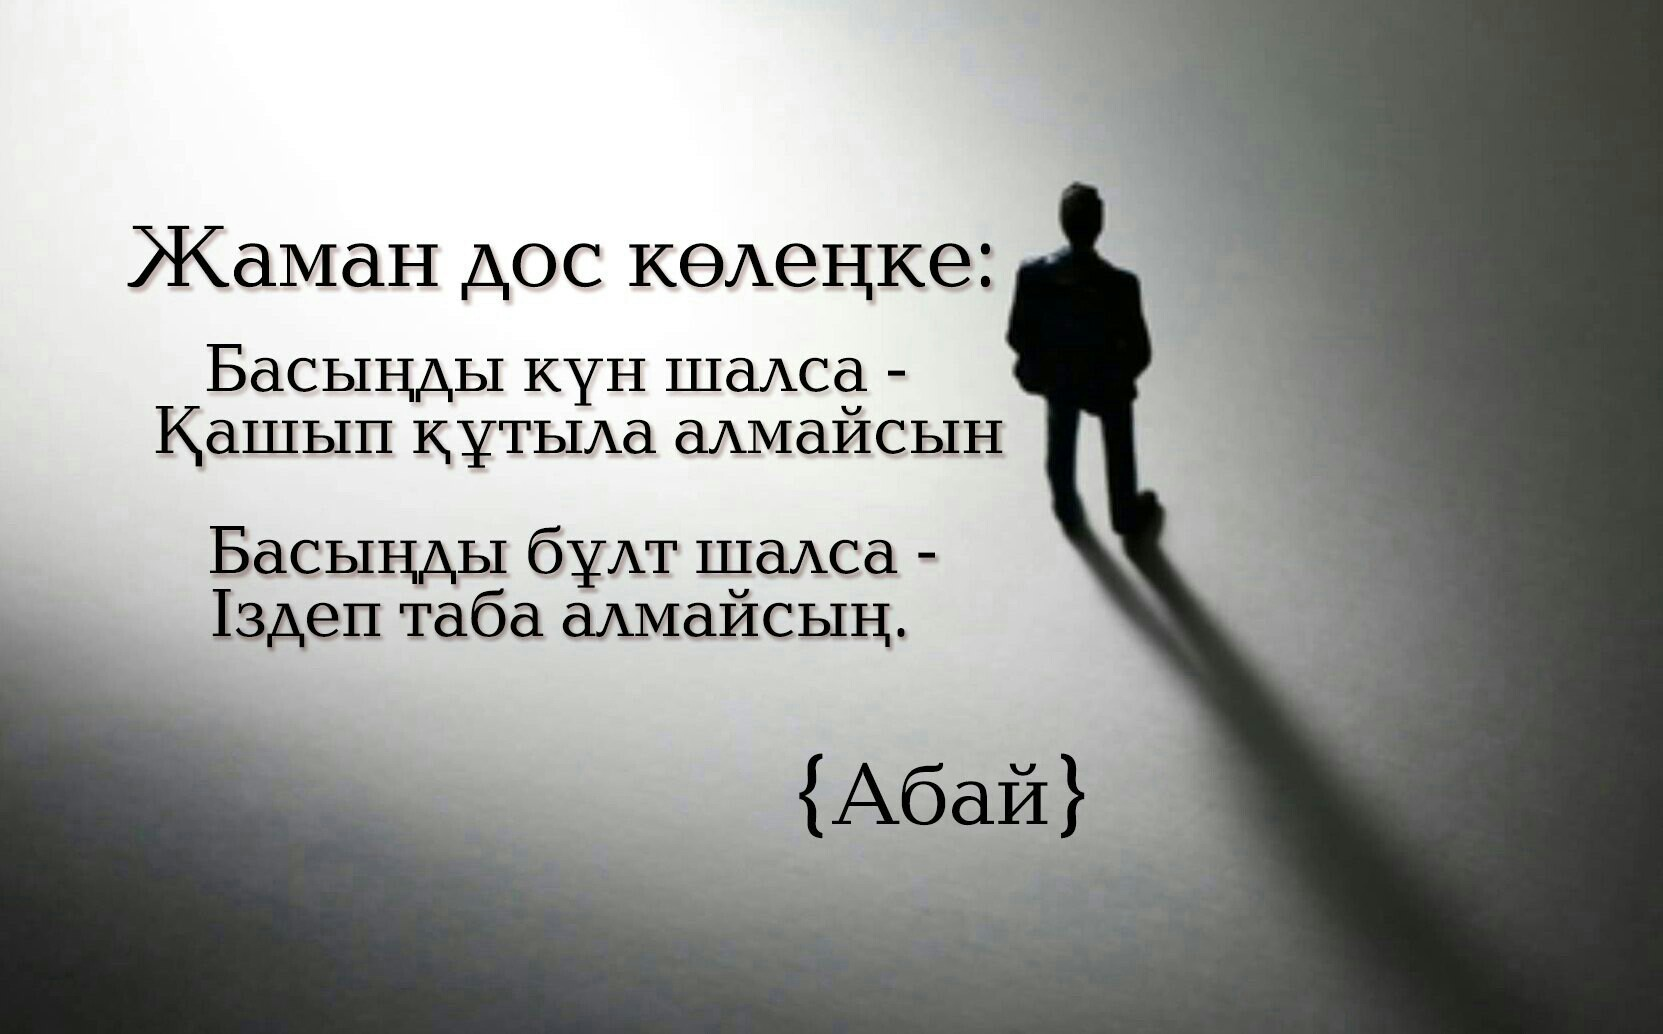 Жаман дос көлеңке:
Басыңды күн шалса -
Қашып құтыла алмайсын
Басыңды бұлт шалса -
Іздеп таба алмайсың.
{Абай}